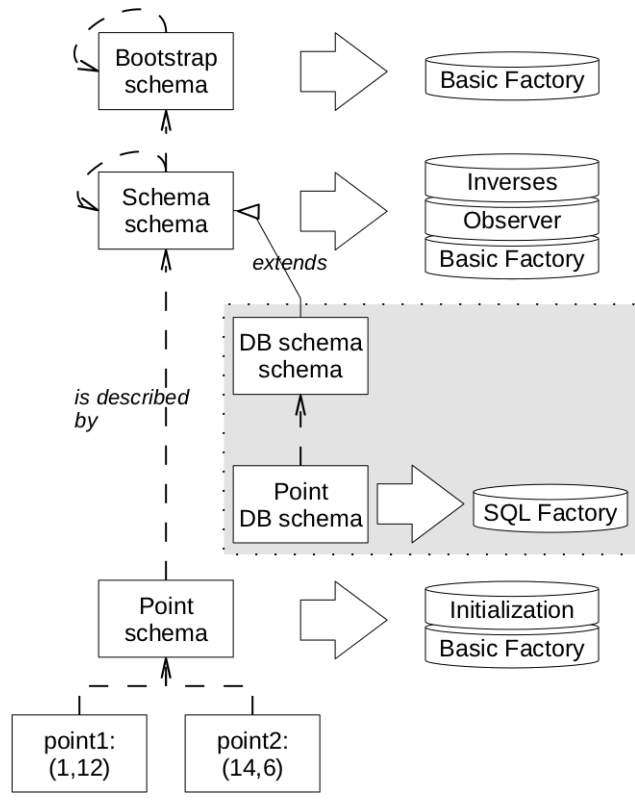 Bootstrap
schema
Basic Factory
Schema
schema
Inverses
Observer
Basic Factory
extends
DB schema
schema
is described
by
Point
DB schema
SQL Factory
Point
schema
Initialization
Basic Factory
point1:
(1,12)
point2:
(14,6)